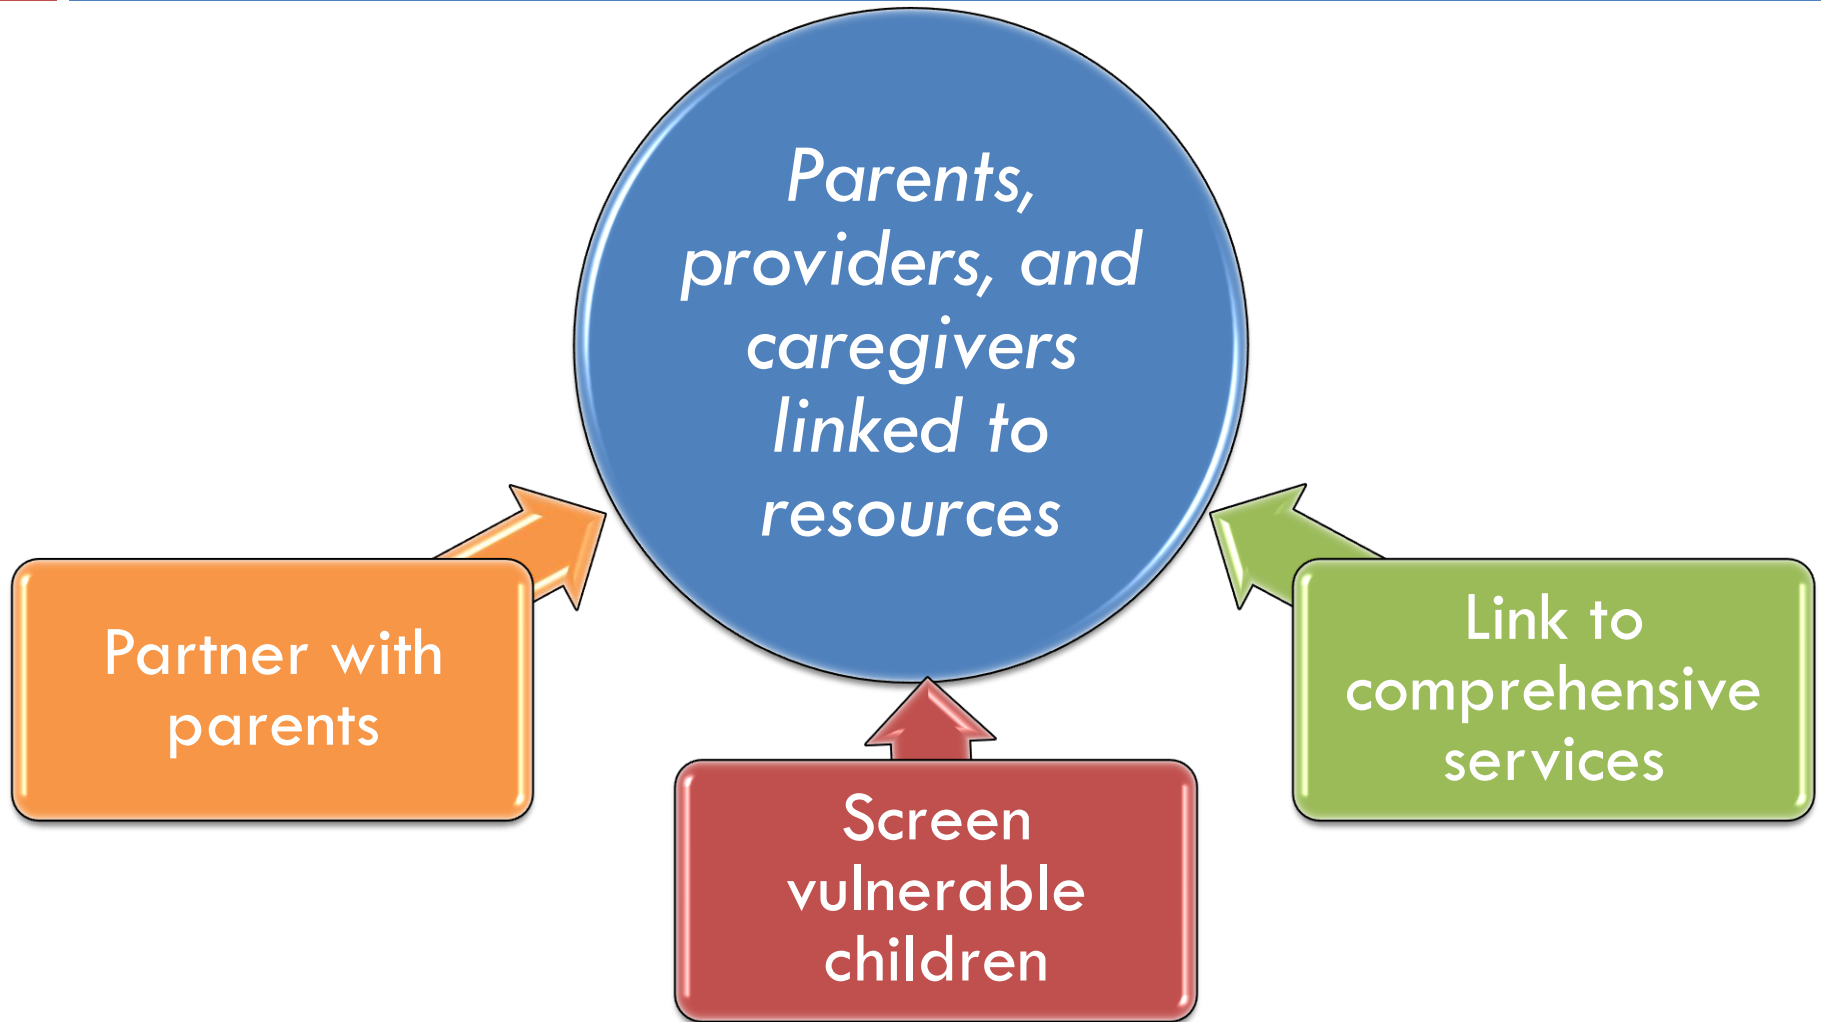 Parents,
providers, and
caregivers
linked to
resources
Partner with
parents
Screen
vulnerable
children
Link to
comprehensive
services